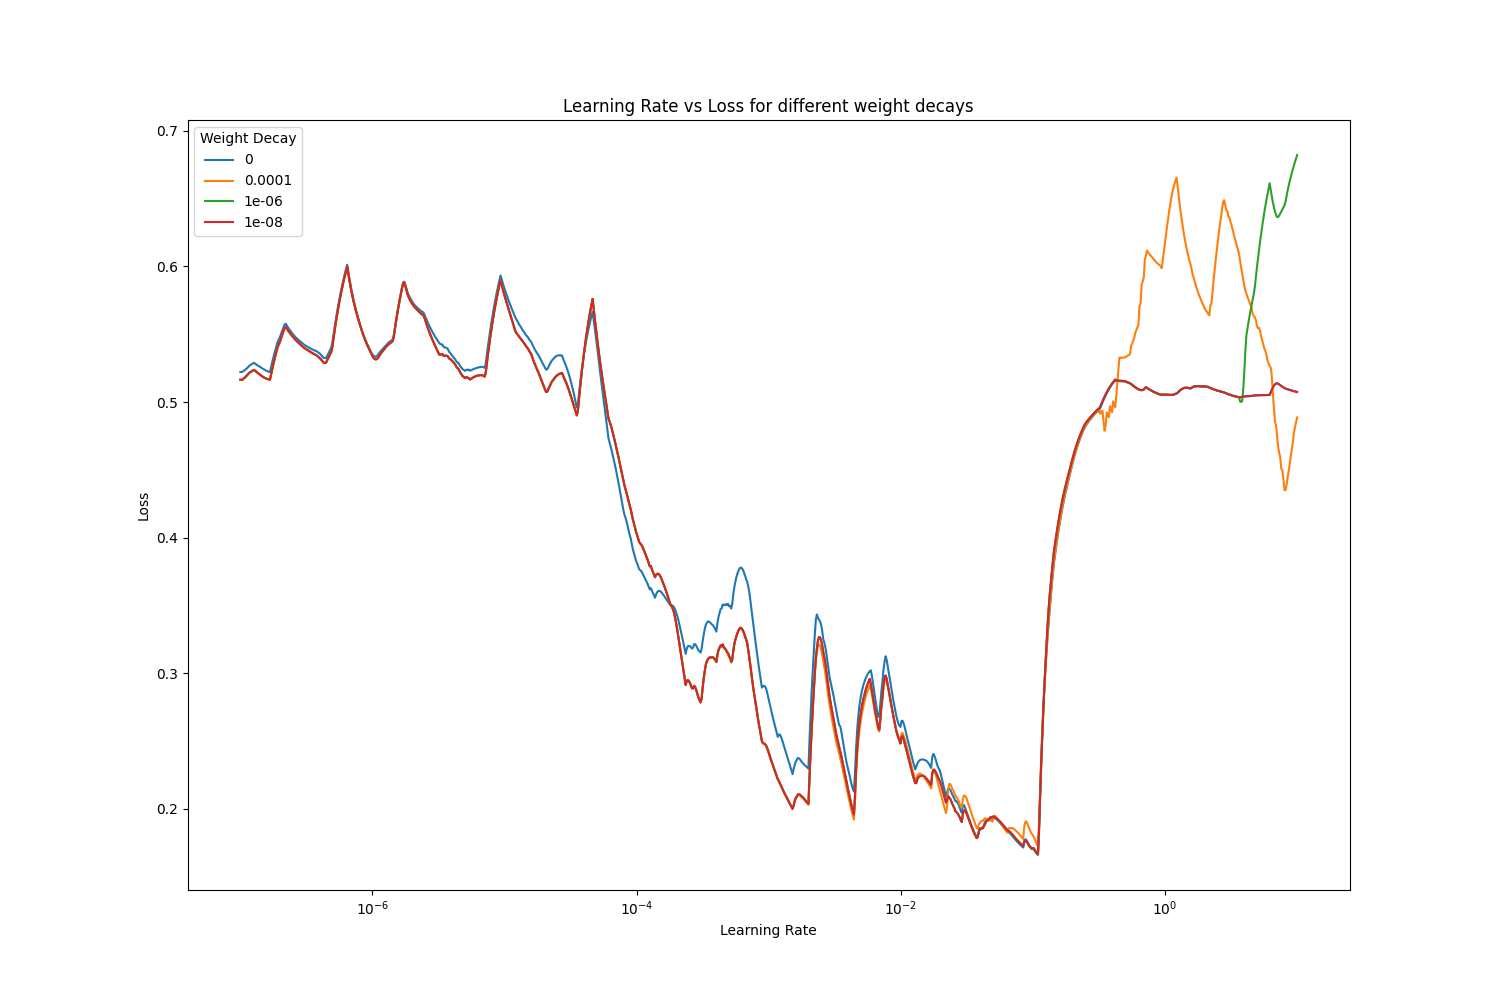 Learning Rate vs Loss for different weight decays
Weight Decay
0
0.0001
1e-06
1e-08
0.7
0.6
0.5
0.4
0.3
0.2
Loss
10⁻⁶
10⁻⁴
10⁻²
10⁰
Learning Rate